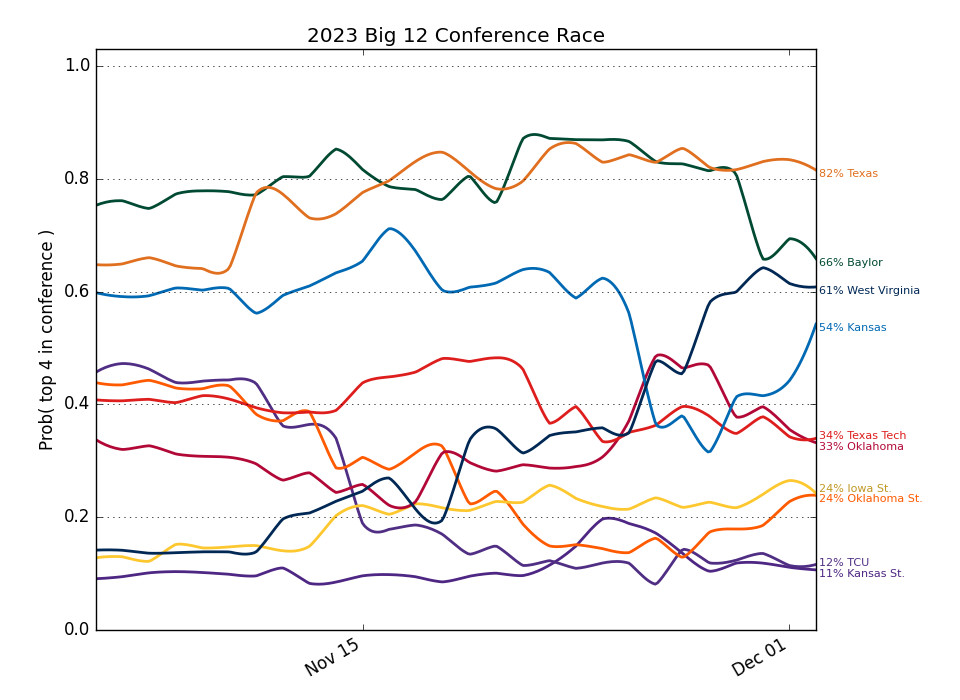 2023 Big 12 Conference Race
Prob( top 4 in conference )
1.0
0.8
0.6
0.4
0.2
0.0
Nov 15
Dec 01
82% Texas
66% Baylor
61% West Virginia
54% Kansas
34% Texas Tech
33% Oklahoma
24% Iowa St.
24% Oklahoma St.
12% TCU
11% Kansas St.